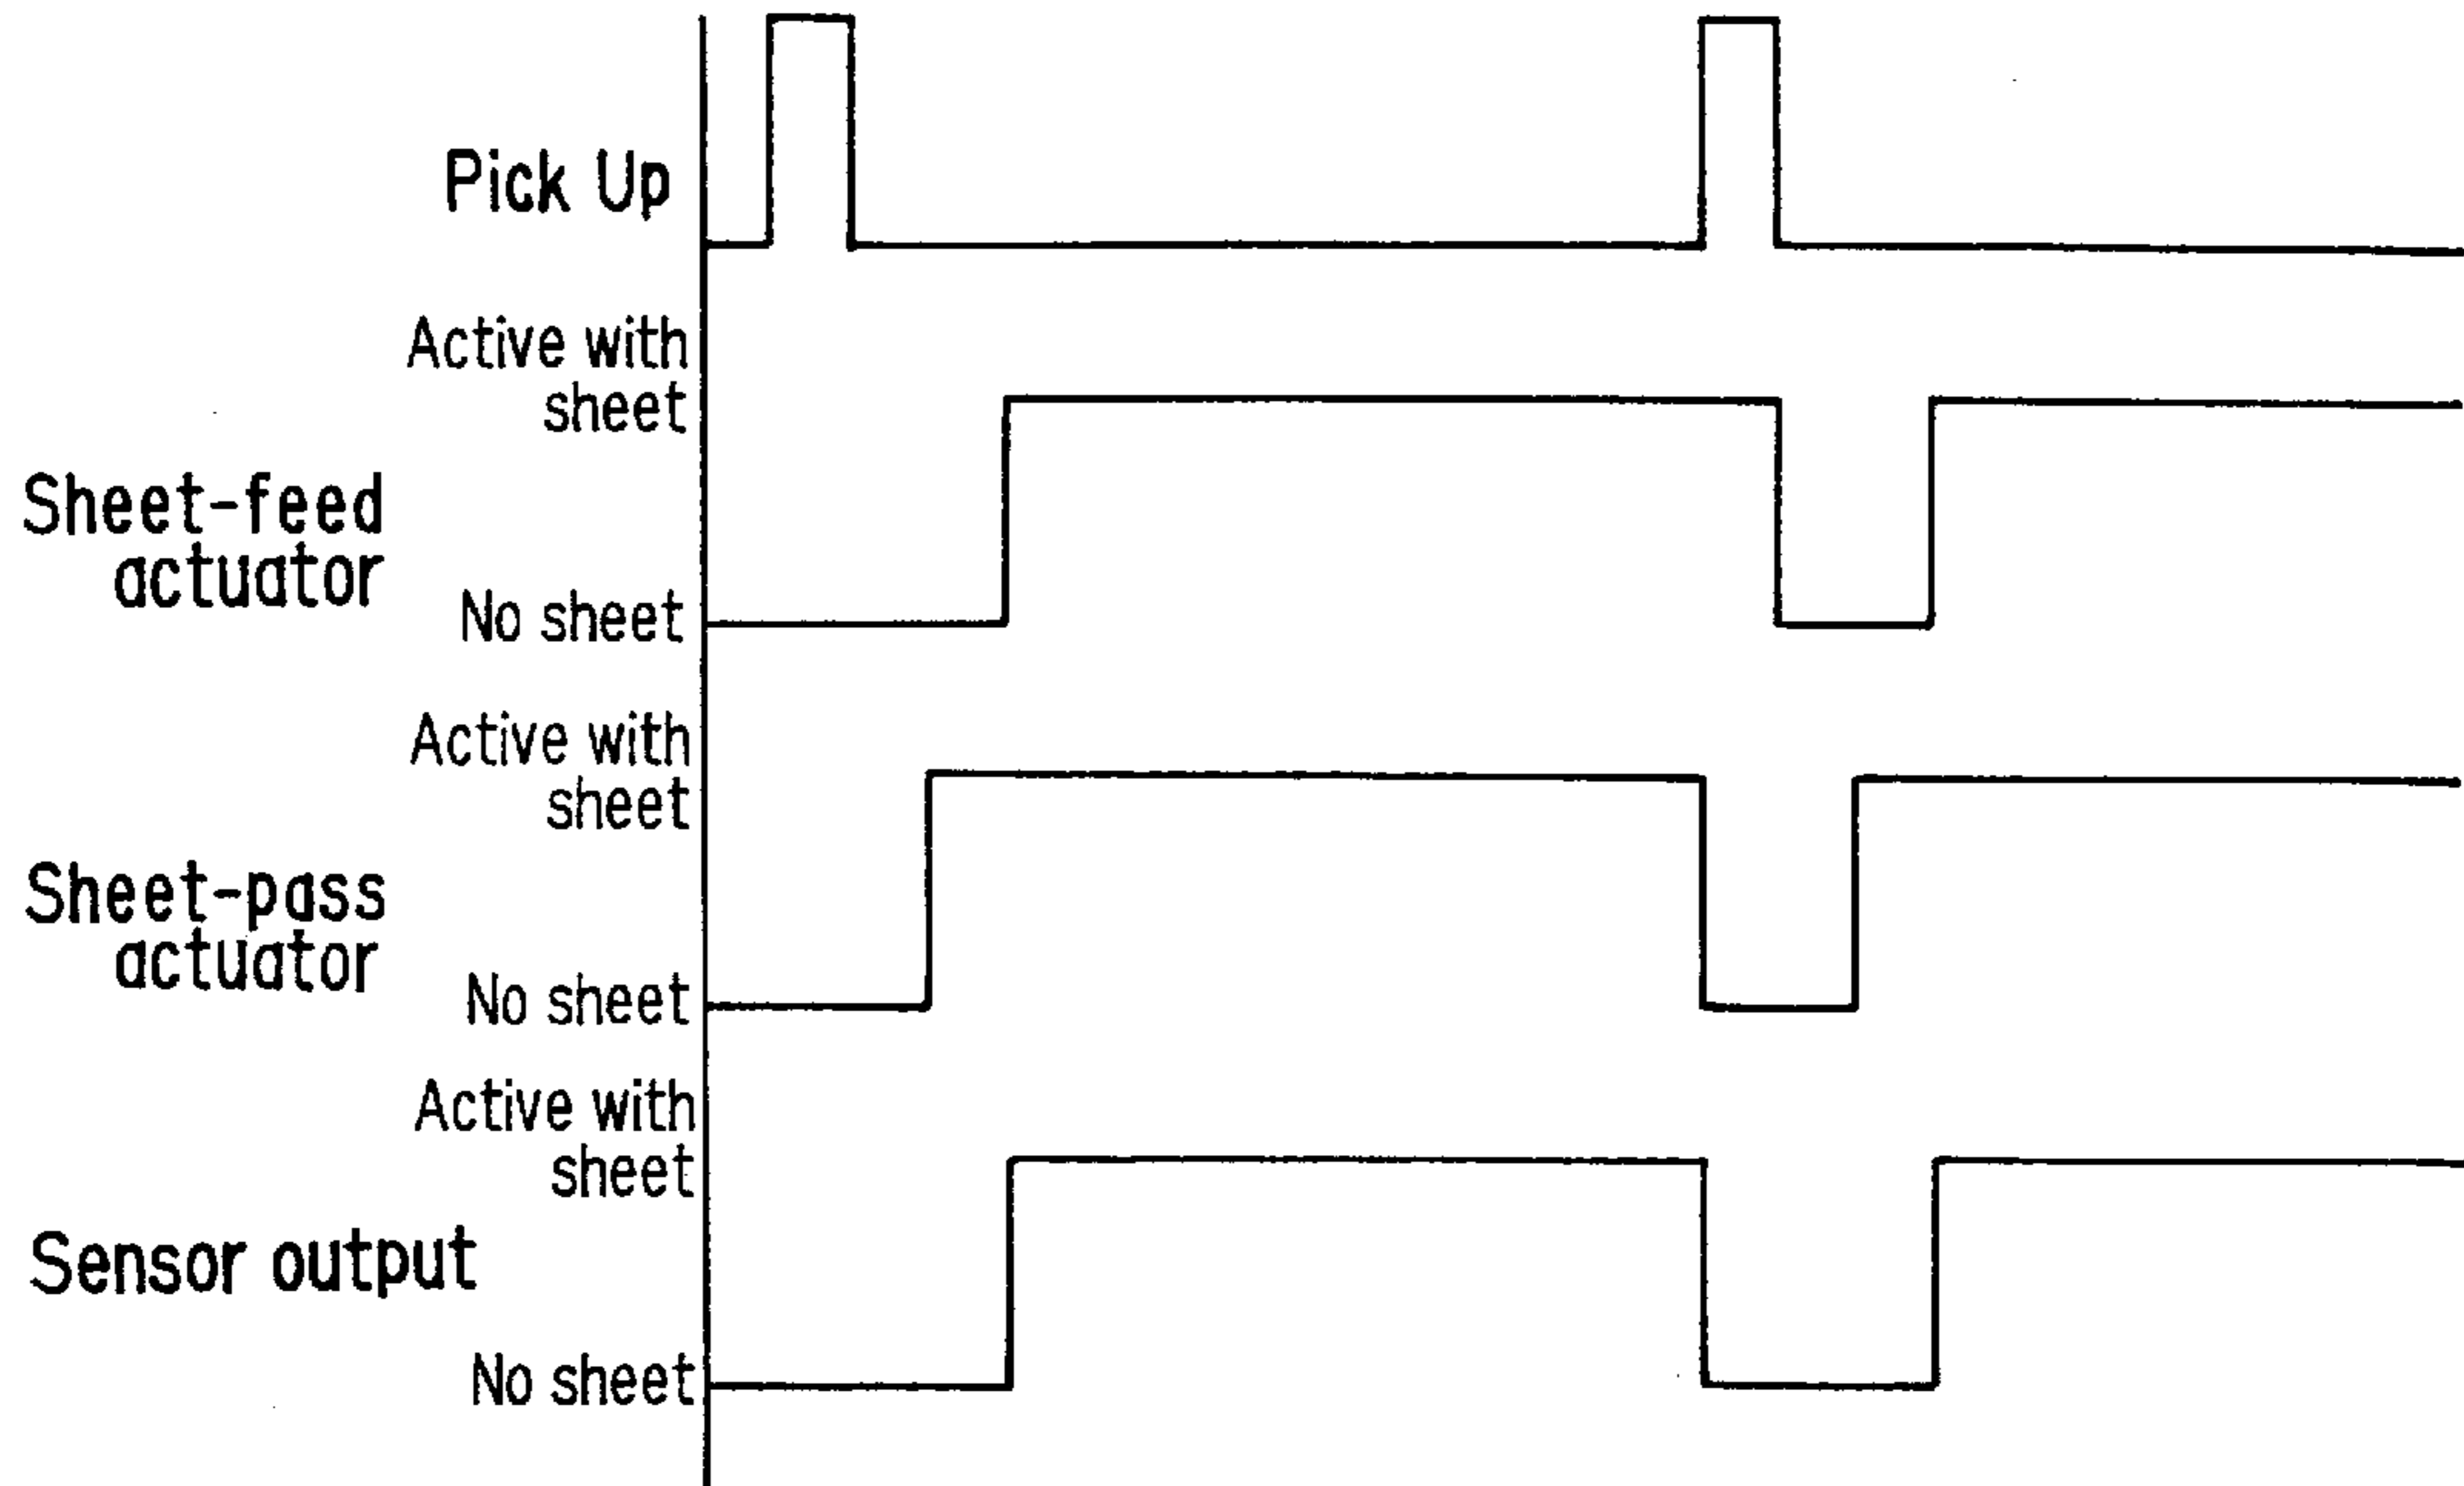 Pick Up
Active with
sheet
Sheet-feed
actuator
No sheet
Active with
sheet
Sheet-pass
actuator
No sheet
Active with
sheet
Sensor output
No sheet